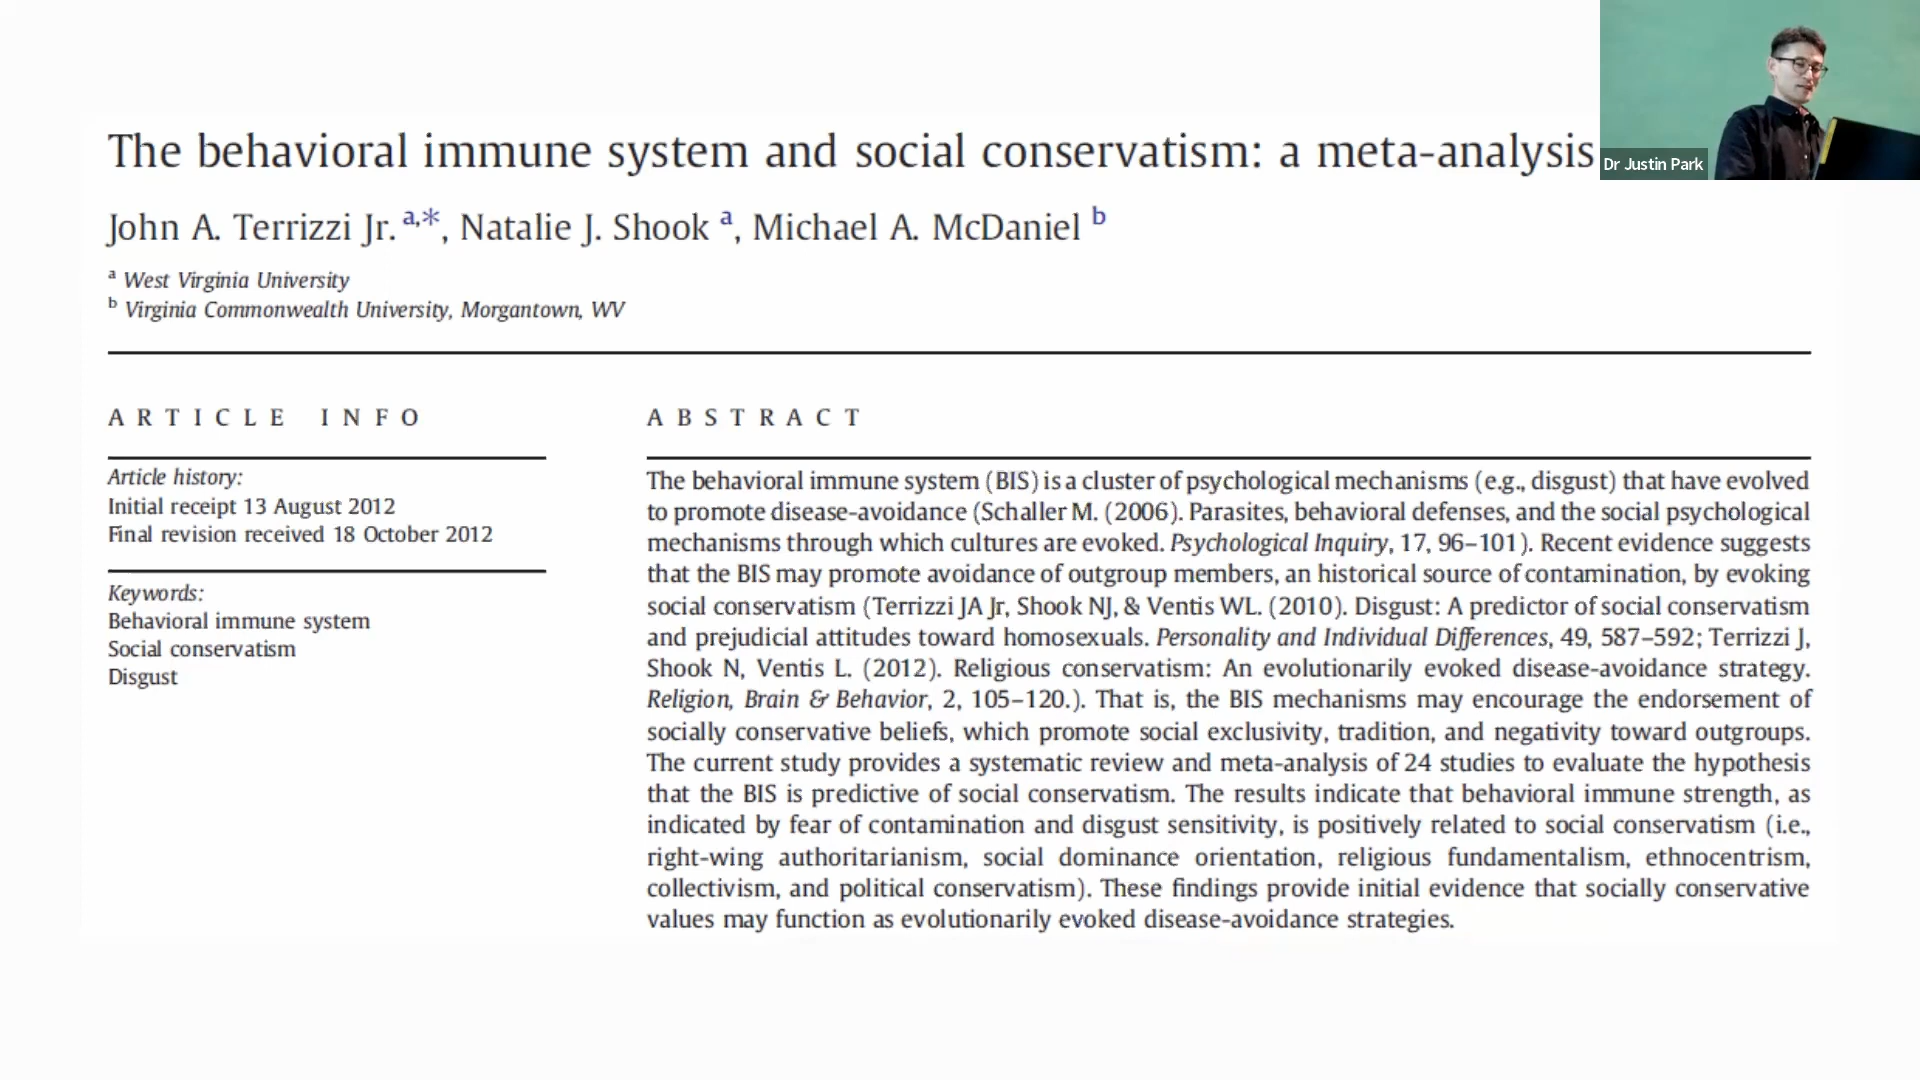 The behavioral immune system and social conservatism: a meta-analysis
Dr Justin Park
John A. Terrizzi Jr. a,*, Natalie J. Shook a, Michael A. McDaniel b
a West Virginia University
b Virginia Commonwealth University, Morgantown, WV
ARTICLE INFO
Article history:
Initial receipt 13 August 2012
Final revision received 18 October 2012
Keywords:
Behavioral immune system
Social conservatism
Disgust
ABSTRACT
The behavioral immune system (BIS) is a cluster of psychological mechanisms (e.g., disgust) that have evolved
to promote disease-avoidance (Schaller M. (2006). Parasites, behavioral defenses, and the social psychological
mechanisms through which cultures are evoked. Psychological Inquiry, 17, 96–101). Recent evidence suggests
that the BIS may promote avoidance of outgroup members, an historical source of contamination, by evoking
social conservatism (Terrizzi JA Jr, Shook NJ, & Ventis WL. (2010). Disgust: A predictor of social conservatism
and prejudicial attitudes toward homosexuals. Personality and Individual Differences, 49, 587–592; Terrizzi J,
Shook N, Ventis L. (2012). Religious conservatism: An evolutionarily evoked disease-avoidance strategy.
Religion, Brain & Behavior, 2, 105–120.). That is, the BIS mechanisms may encourage the endorsement of
socially conservative beliefs, which promote social exclusivity, tradition, and negativity toward outgroups.
The current study provides a systematic review and meta-analysis of 24 studies to evaluate the hypothesis
that the BIS is predictive of social conservatism. The results indicate that behavioral immune strength, as
indicated by fear of contamination and disgust sensitivity, is positively related to social conservatism (i.e.,
right-wing authoritarianism, social dominance orientation, religious fundamentalism, ethnocentrism,
collectivism, and political conservatism). These findings provide initial evidence that socially conservative
values may function as evolutionarily evoked disease-avoidance strategies.